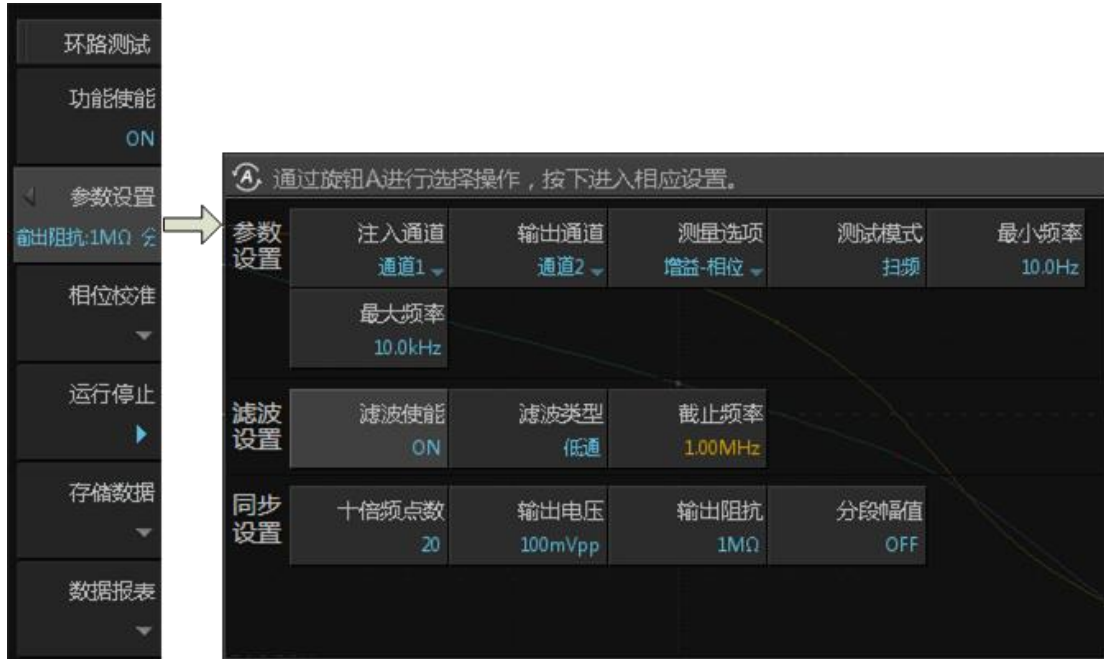 环路测试
功能使能
ON
参数设置
输出阻抗:1MΩ 分
相位校准
运行停止
存储数据
数据报表
A 通过旋钮A进行选择操作，按下进入相应设置。
参数
设置
注入通道
通道1
输出通道
通道2
测量选项
增益-相位
测试模式
扫频
最小频率
10.0Hz
最大频率
10.0kHz
滤波
设置
滤波使能
ON
滤波类型
低通
截止频率
1.00MHz
同步
设置
十倍频点数
20
输出电压
100mVpp
输出阻抗
1MΩ
分段幅值
OFF